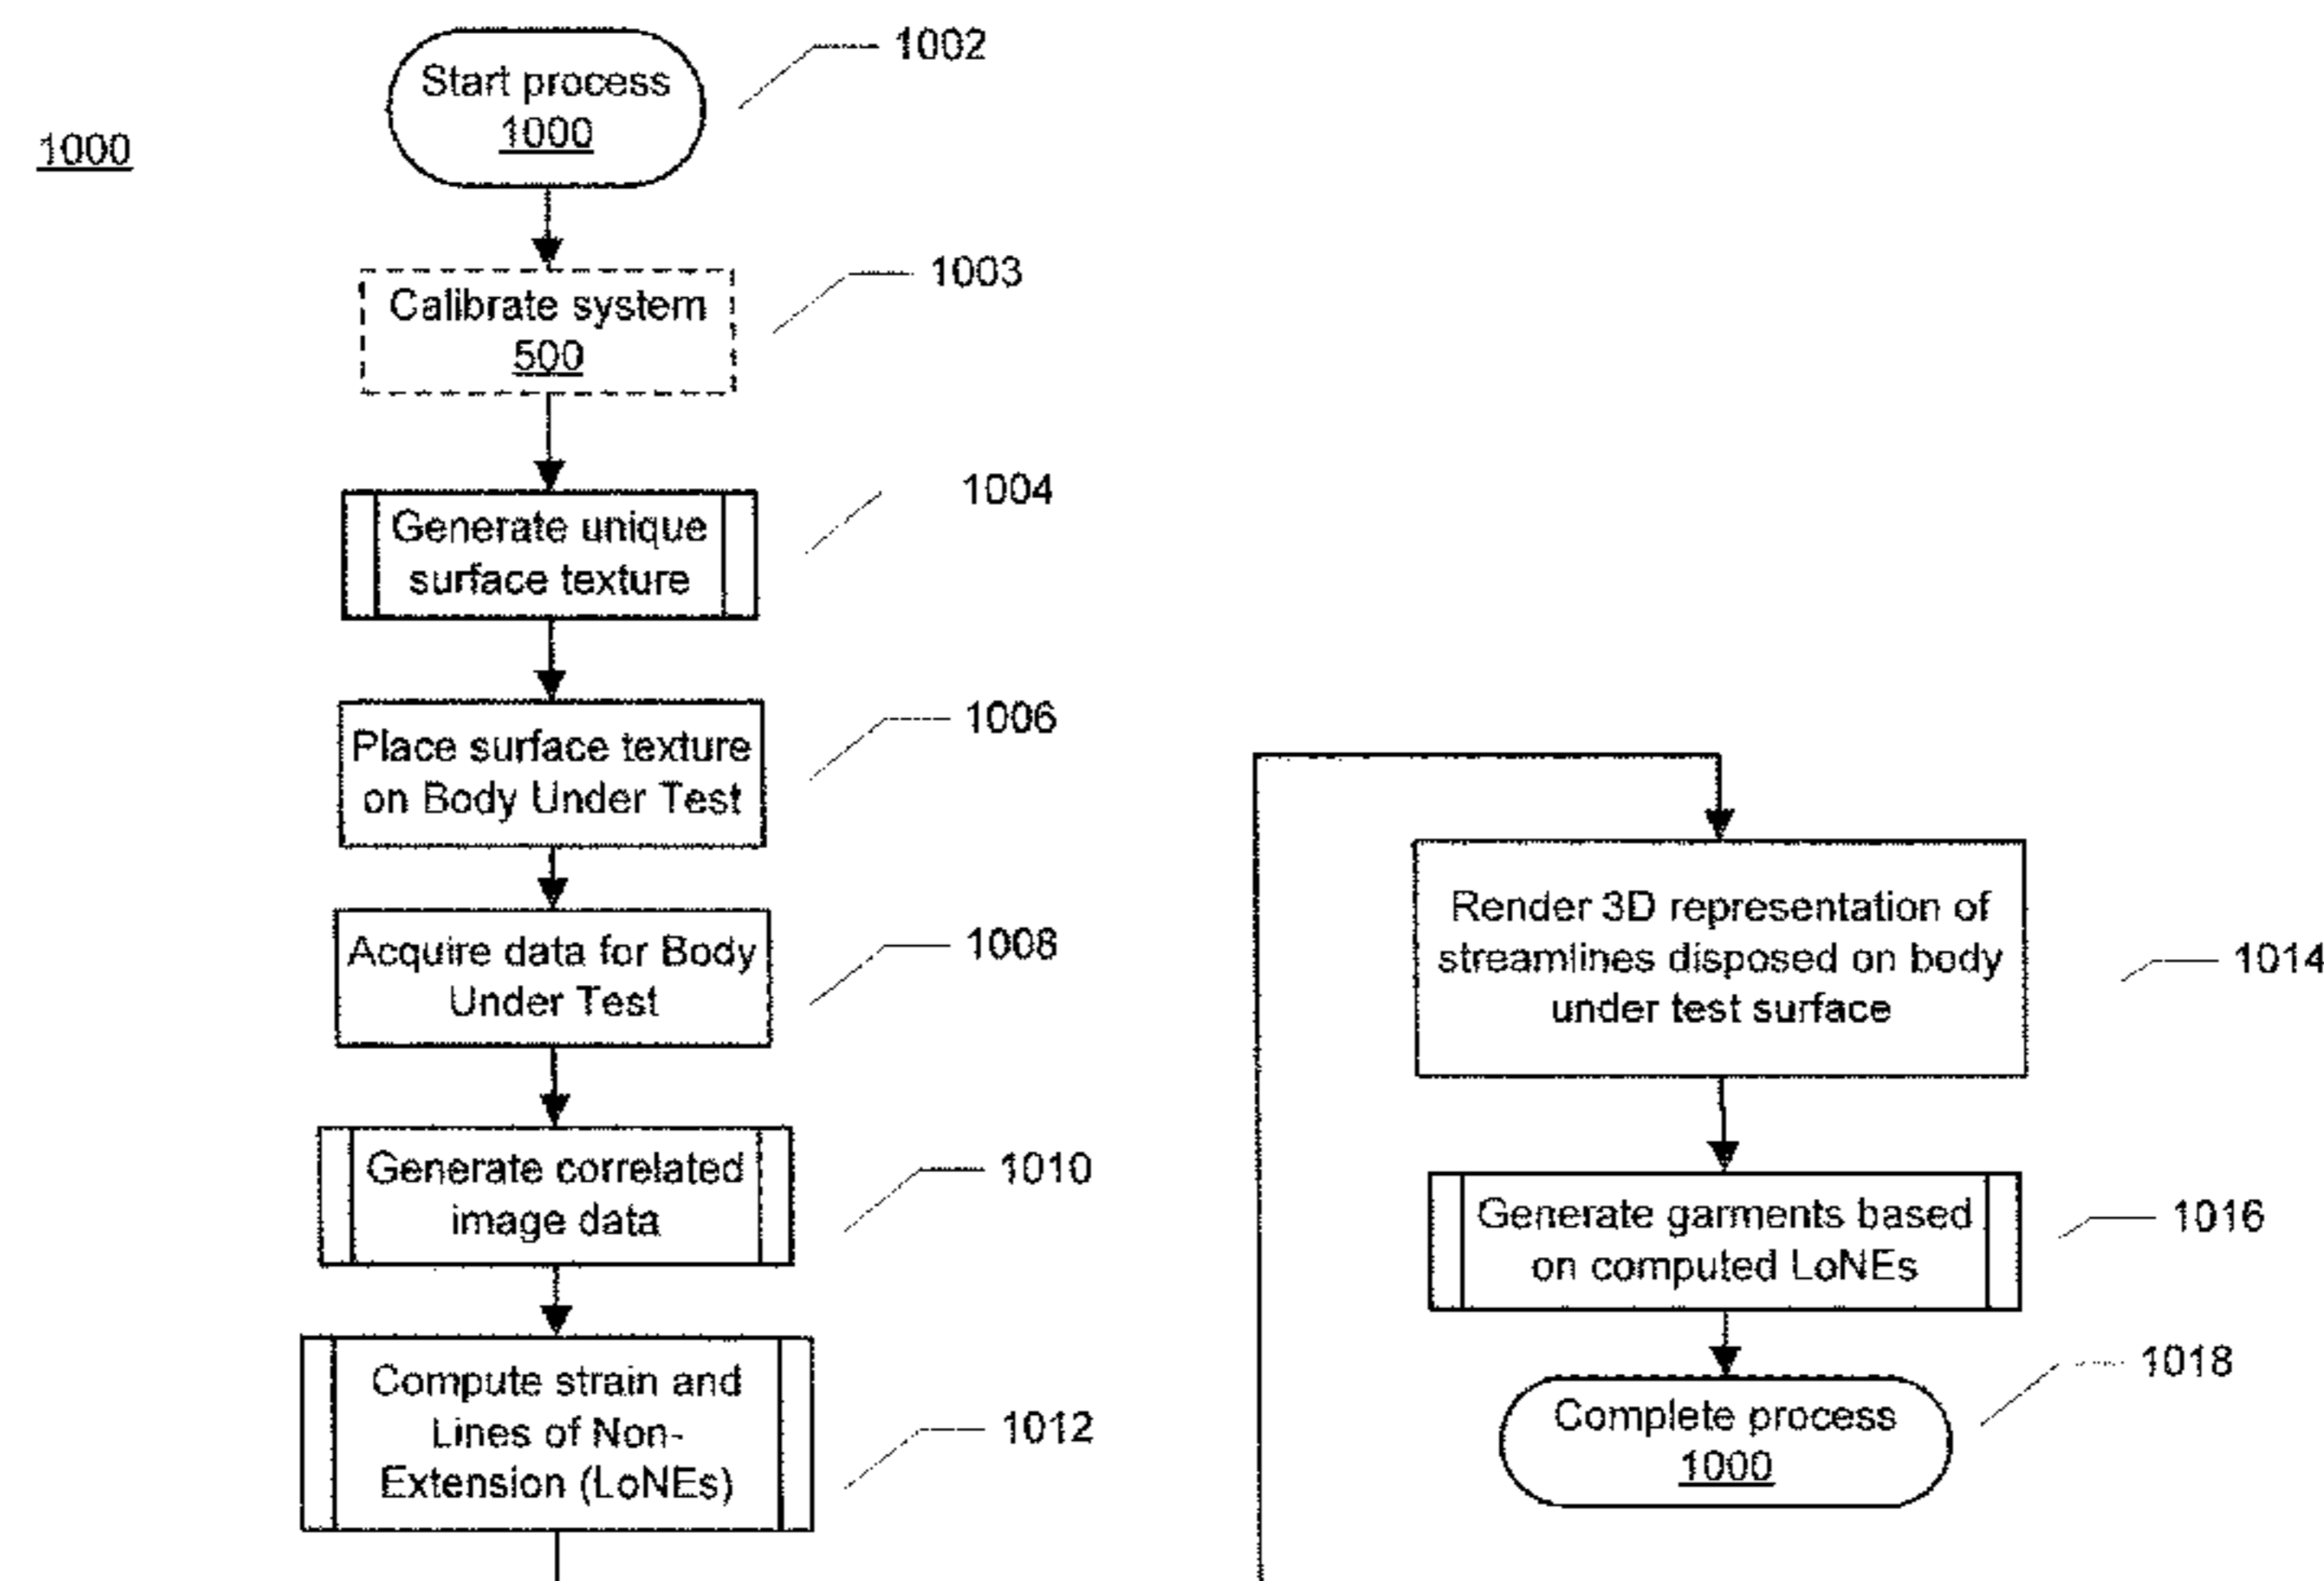 1000
Start process
1000
1002
Calibrate system
500
1003
Generate unique
surface texture
1004
Place surface texture
on Body Under Test
1006
Acquire data for Body
Under Test
1008
Generate correlated
image data
1010
Compute strain and
Lines of Non-
Extension (LoNEs)
1012
Render 3D representation of
streamlines disposed on body
under test surface
1014
Generate garments based
on computed LoNEs
1016
Complete process
1000
1018